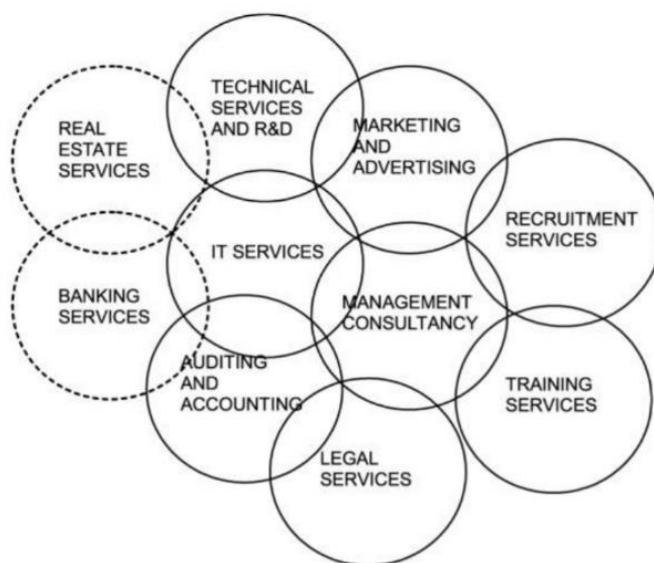 TECHNICAL
SERVICES
AND R&D
REAL
ESTATE
SERVICES
MARKETING
AND
ADVERTISING
RECRUITMENT
SERVICES
IT SERVICES
BANKING
SERVICES
MANAGEMENT
CONSULTANCY
AUDITING
AND
ACCOUNTING
TRAINING
SERVICES
LEGAL
SERVICES